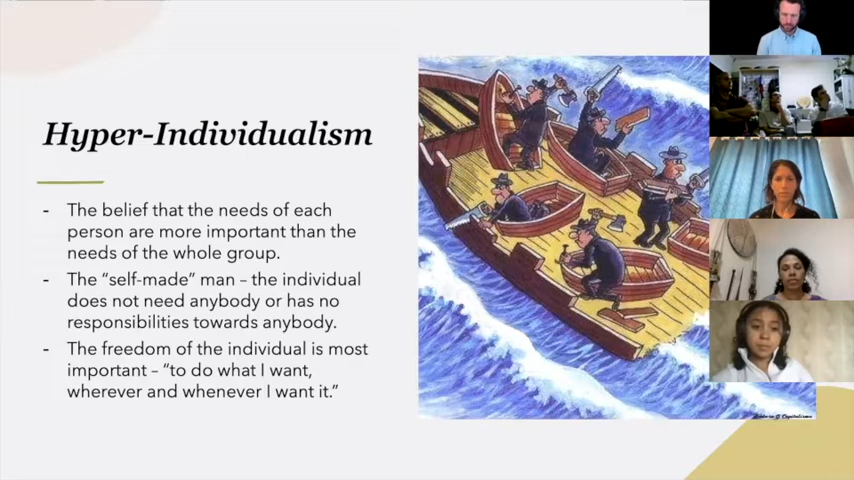 Hyper-Individualism
- The belief that the needs of each
person are more important than the
needs of the whole group.
- The “self-made” man – the individual
does not need anybody or has no
responsibilities towards anybody.
- The freedom of the individual is most
important – “to do what I want,
wherever and whenever I want it.”